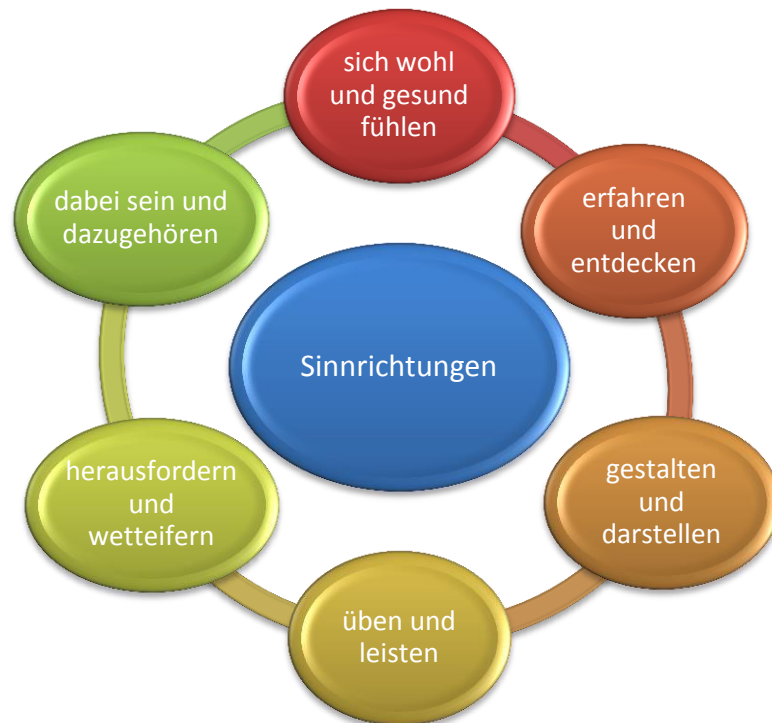 sich wohl
und gesund
fühlen
erfahren
und
entdecken
gestalten
und
darstellen
üben und
leisten
herausfordern
und
wetteifern
dabei sein und
dazugehören
Sinnrichtungen